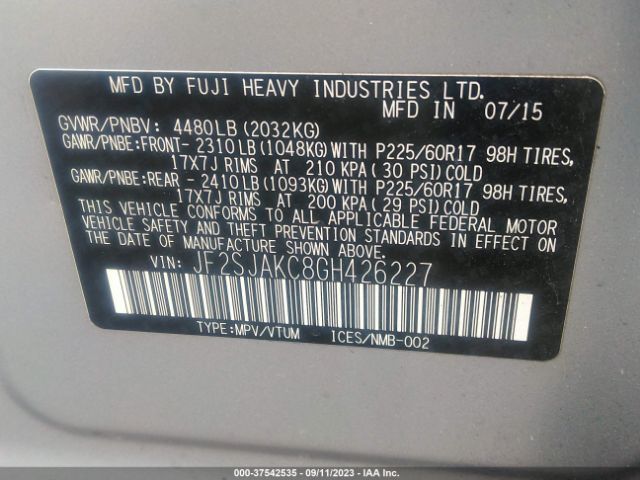 MFD BY FUJI HEAVY INDUSTRIES LTD.
MFD IN 07/15
GVWR/PNBV: 4480LB (2032KG)
GAWR/PNBE:FRONT- 2310LB (1048KG) WITH P225/60R17 98H TIRES,
17X7J RIMS AT 210 KPA (30 PSI) COLD
GAWR/PNBE:REAR - 2410LB (1093KG) WITH P225/60R17 98H TIRES,
17X7J RIMS AT 200 KPA (29 PSI) COLD
THIS VEHICLE CONFORMS TO ALL APPLICABLE FEDERAL MOTOR
VEHICLE SAFETY AND THEFT PREVENTION STANDARDS IN EFFECT ON
THE DATE OF MANUFACTURE SHOWN ABOVE.
VIN: JF2SJAKC8GH426227
TYPE:MPV/VTUM ICES/NMB-002
000-37542535 - 09/11/2023 - IAAI.COM